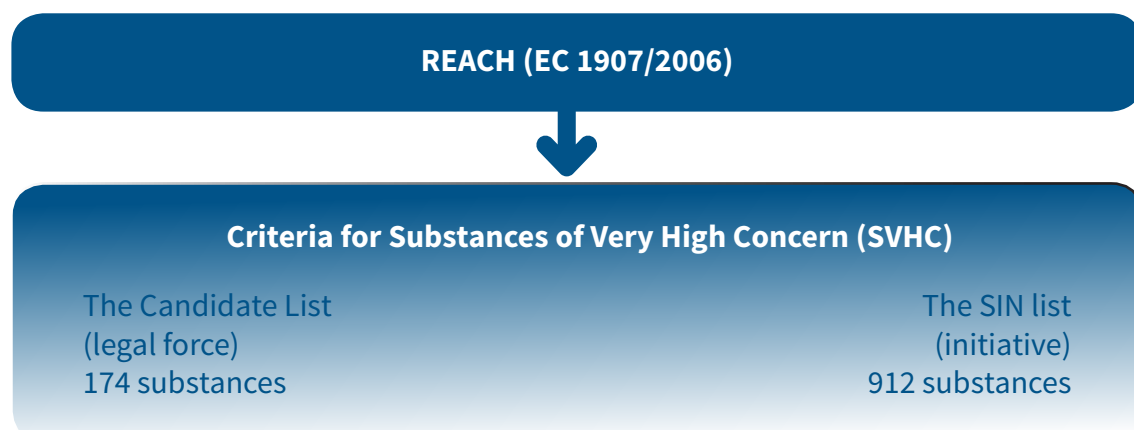 REACH (EC 1907/2006)
Criteria for Substances of Very High Concern (SVHC)
The Candidate List
(legal force)
174 substances
The SIN list
(initiative)
912 substances